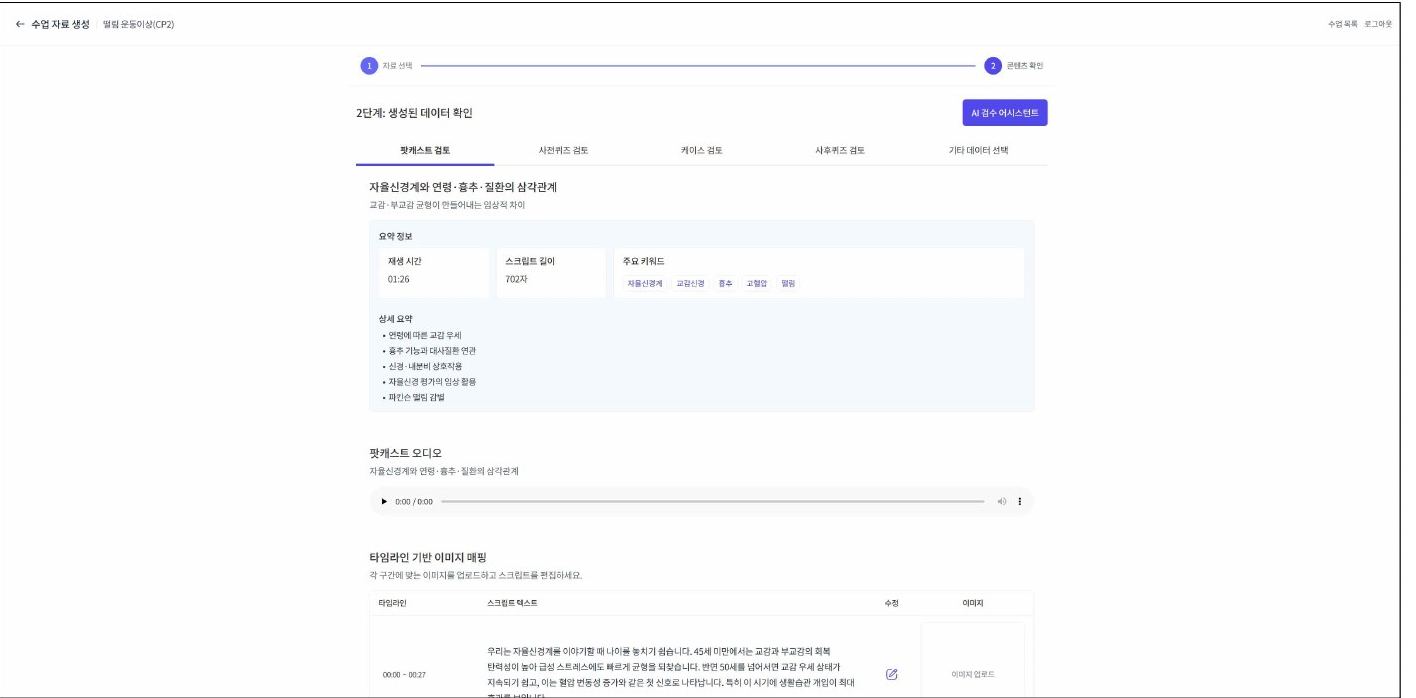 ← 수업 자료 생성 떨림 운동이상(CP2)
수업 목록 로그아웃
1 자료 선택
2 콘텐츠 확인
2단계: 생성된 데이터 확인
AI 검수 어시스턴트
팟캐스트 검토 사전퀴즈 검토 케이스 검토 사후퀴즈 검토 기타 데이터 선택
자율신경계와 연령·흉추·질환의 삼각관계
교감·부교감 균형이 만들어내는 임상적 차이
요약 정보
재생 시간 스크립트 길이 주요 키워드
01:26 702자 자율신경계 교감신경 흉추 고혈압 떨림
상세 요약
• 연령에 따른 교감 우세
• 흉추 기능과 대사질환 연관
• 신경·내분비 상호작용
• 자율신경 평가의 임상 활용
• 파킨슨 떨림 감별
팟캐스트 오디오
자율신경계와 연령·흉추·질환의 삼각관계
0:00 / 0:00
타임라인 기반 이미지 매핑
각 구간에 맞는 이미지를 업로드하고 스크립트를 편집하세요.
타임라인 스크립트 텍스트 수정 이미지
우리는 자율신경계를 이야기할 때 나이를 놓치기 쉽습니다. 45세 미만에서는 교감과 부교감의 회복
탄력성이 높아 급성 스트레스에도 빠르게 균형을 되찾습니다. 반면 50세를 넘어서면 교감 우세 상태가
00:00 ~ 00:27
지속되기 쉽고, 이는 혈압 변동성 증가와 같은 첫 신호로 나타납니다. 특히 이 시기에 생활습관 개입이 최대
이미지 업로드